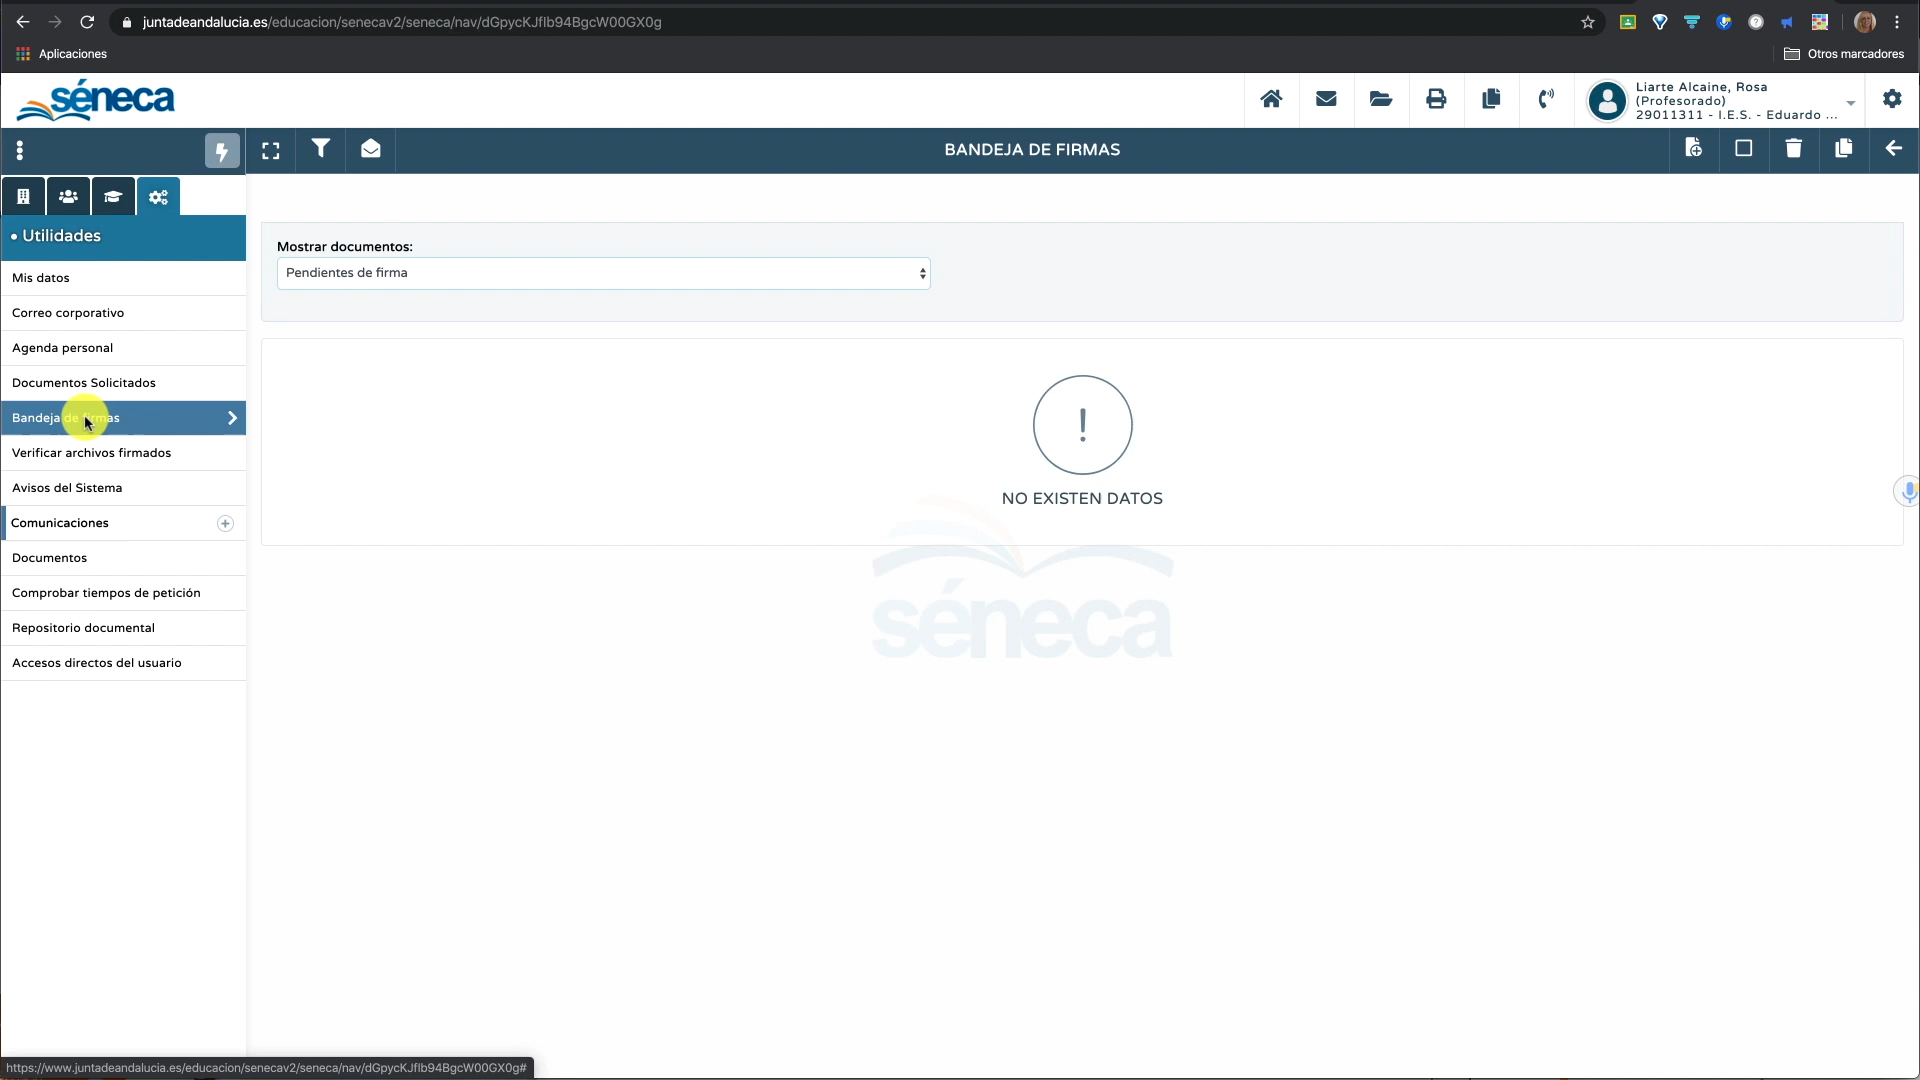 juntadeandalucia.es/educacion/senecav2/seneca/nav/dGpycKJfIb94BgcW00GX0g
Aplicaciones
Otros marcadores
séneca
Liarte Alcaine, Rosa
(Profesorado)
29011311 - I.E.S. - Eduardo ...
BANDEJA DE FIRMAS
• Utilidades
Mis datos
Correo corporativo
Agenda personal
Documentos Solicitados
Bandeja de firmas
Verificar archivos firmados
Avisos del Sistema
Comunicaciones
Documentos
Comprobar tiempos de petición
Repositorio documental
Accesos directos del usuario
Mostrar documentos:
Pendientes de firma
!
NO EXISTEN DATOS
séneca
https://www.juntadeandalucia.es/educacion/senecav2/seneca/nav/dGpycKJfIb94BgcW00GX0g#